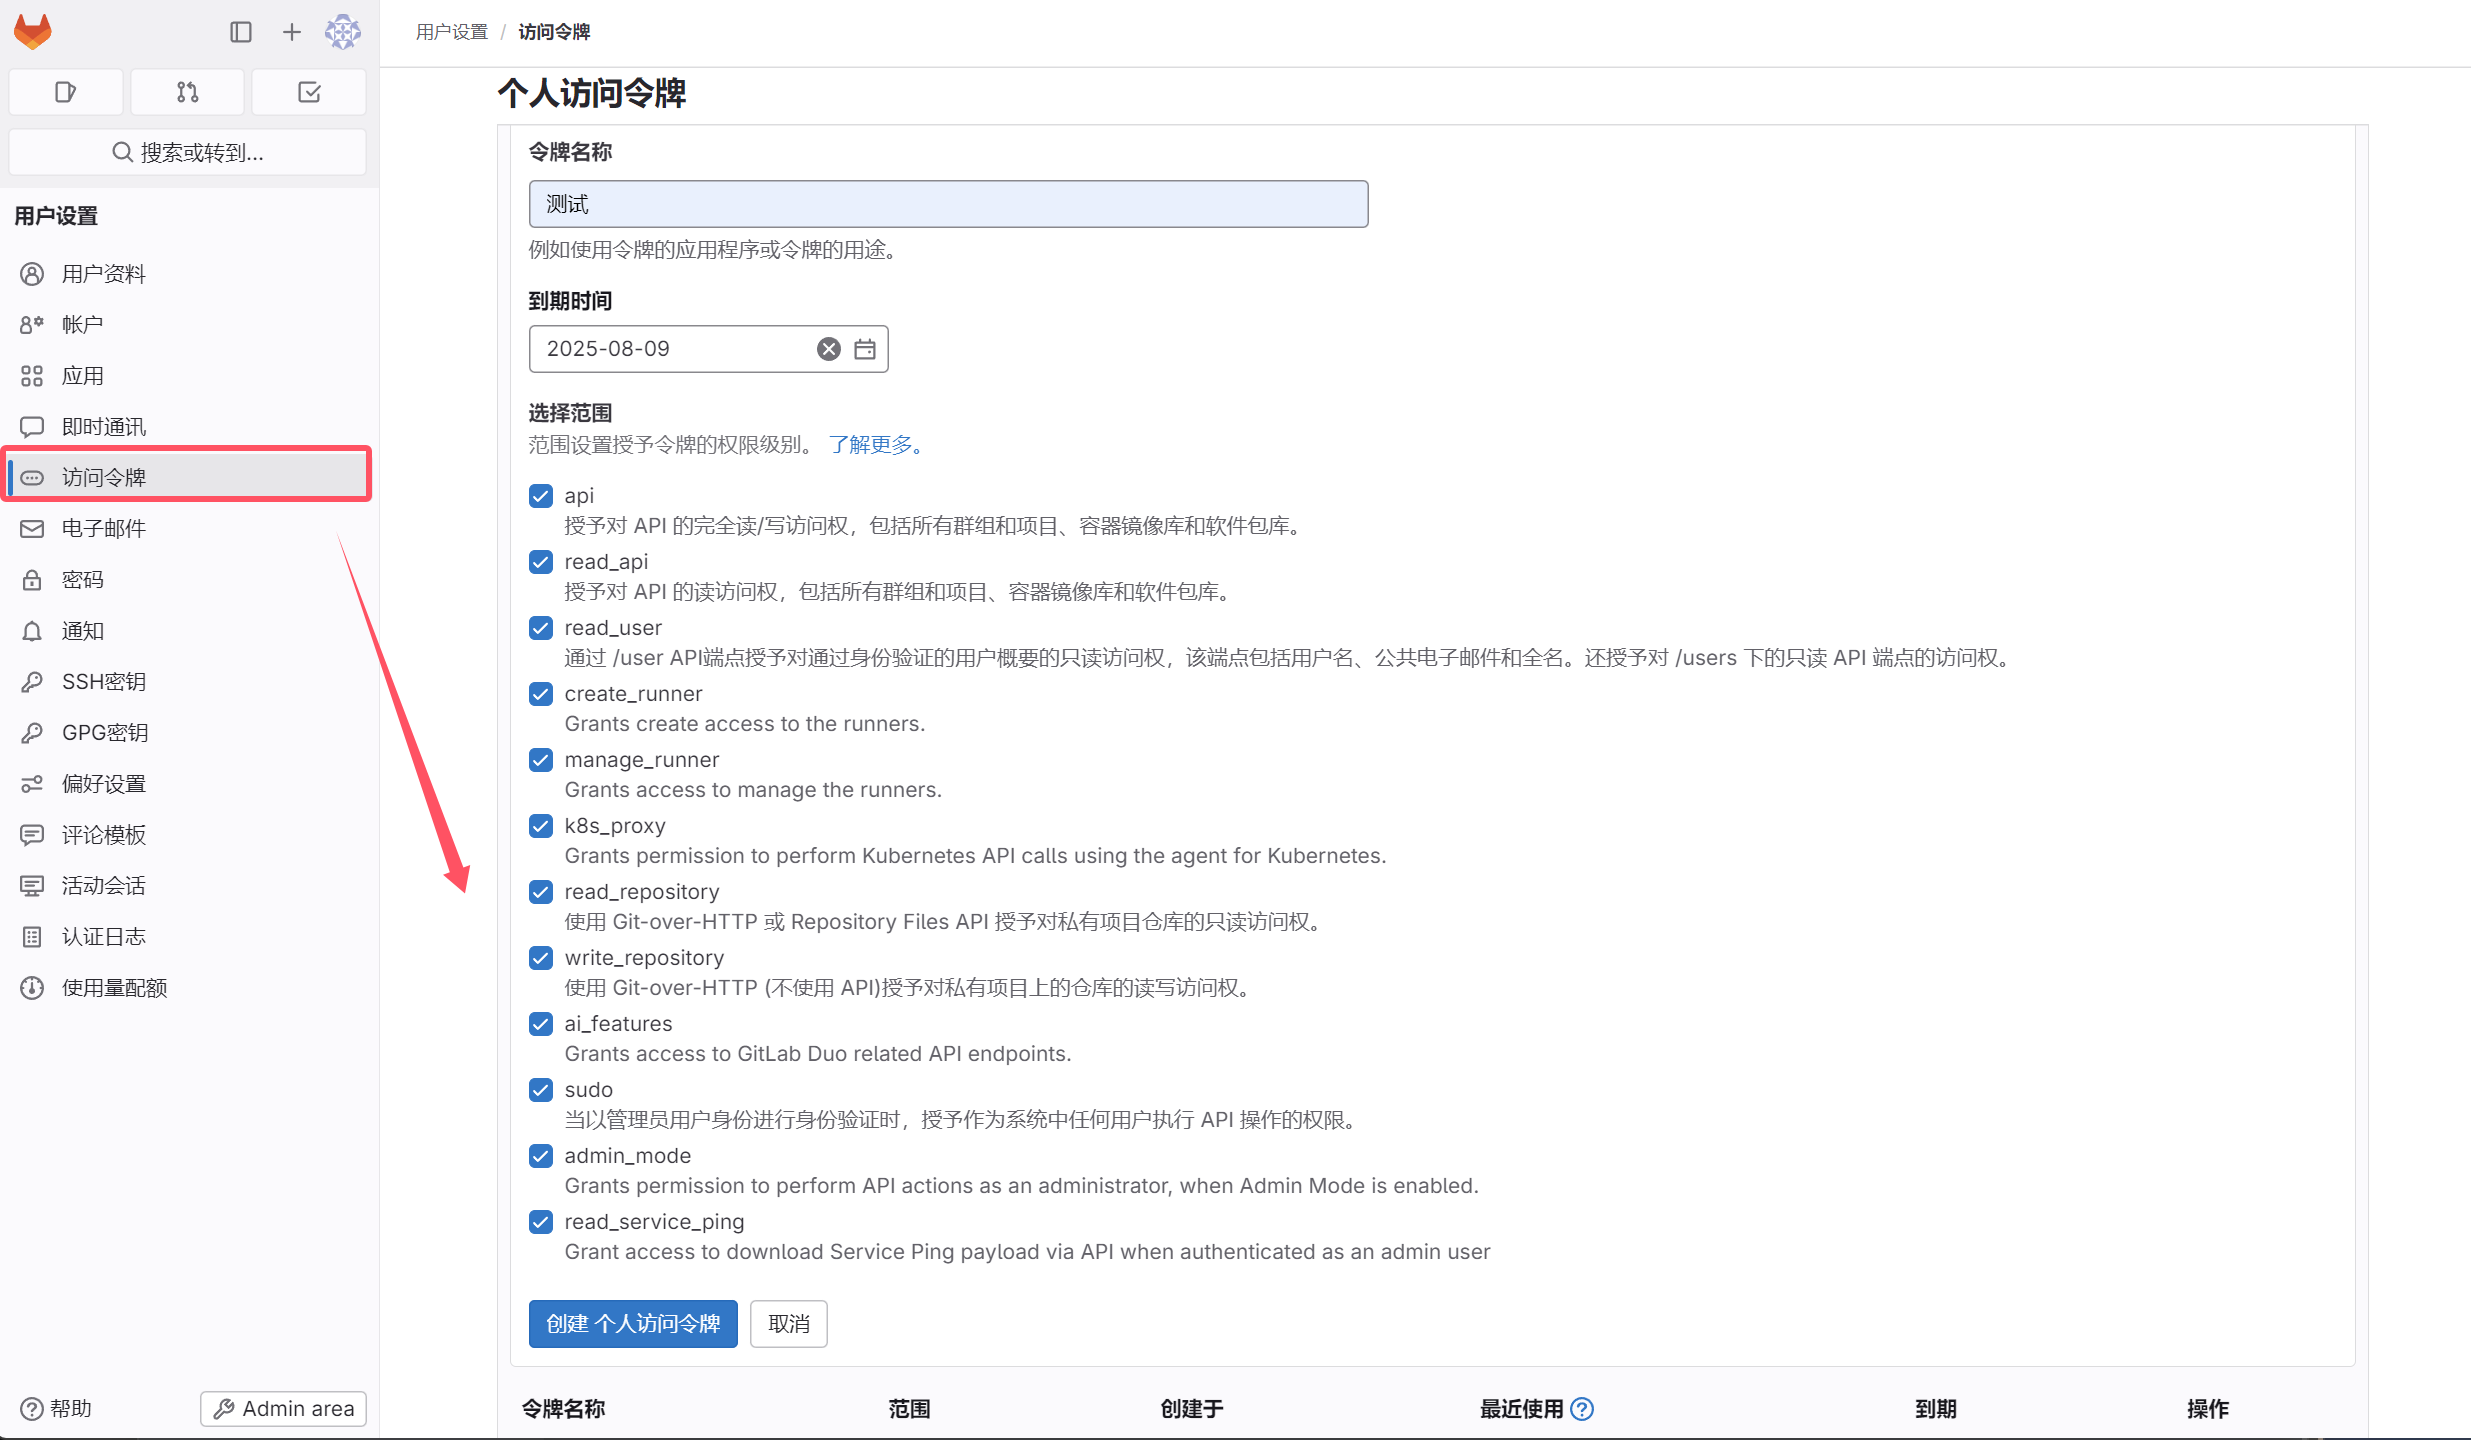 用户设置 / 访问令牌
搜索或转到...
用户设置
用户资料
帐户
应用
即时通讯
访问令牌
电子邮件
密码
通知
SSH密钥
GPG密钥
偏好设置
评论模板
活动会话
认证日志
使用量配额
帮助
Admin area
个人访问令牌
令牌名称
测试
例如使用令牌的应用程序或令牌的用途。
到期时间
2025-08-09
选择范围
范围设置授予令牌的权限级别。 了解更多。
api
授予对 API 的完全读/写访问权，包括所有群组和项目、容器镜像库和软件包库。
read_api
授予对 API 的读访问权，包括所有群组和项目、容器镜像库和软件包库。
read_user
通过 /user API端点授予对通过身份验证的用户概要的只读访问权，该端点包括用户名、公共电子邮件和全名。还授予对 /users 下的只读 API 端点的访问权。
create_runner
Grants create access to the runners.
manage_runner
Grants access to manage the runners.
k8s_proxy
Grants permission to perform Kubernetes API calls using the agent for Kubernetes.
read_repository
使用 Git-over-HTTP 或 Repository Files API 授予对私有项目仓库的只读访问权。
write_repository
使用 Git-over-HTTP (不使用 API)授予对私有项目上的仓库的读写访问权。
ai_features
Grants access to GitLab Duo related API endpoints.
sudo
当以管理员用户身份进行身份验证时，授予作为系统中任何用户执行 API 操作的权限。
admin_mode
Grants permission to perform API actions as an administrator, when Admin Mode is enabled.
read_service_ping
Grant access to download Service Ping payload via API when authenticated as an admin user
创建 个人访问令牌 取消
令牌名称 范围 创建于 最近使用 到期 操作